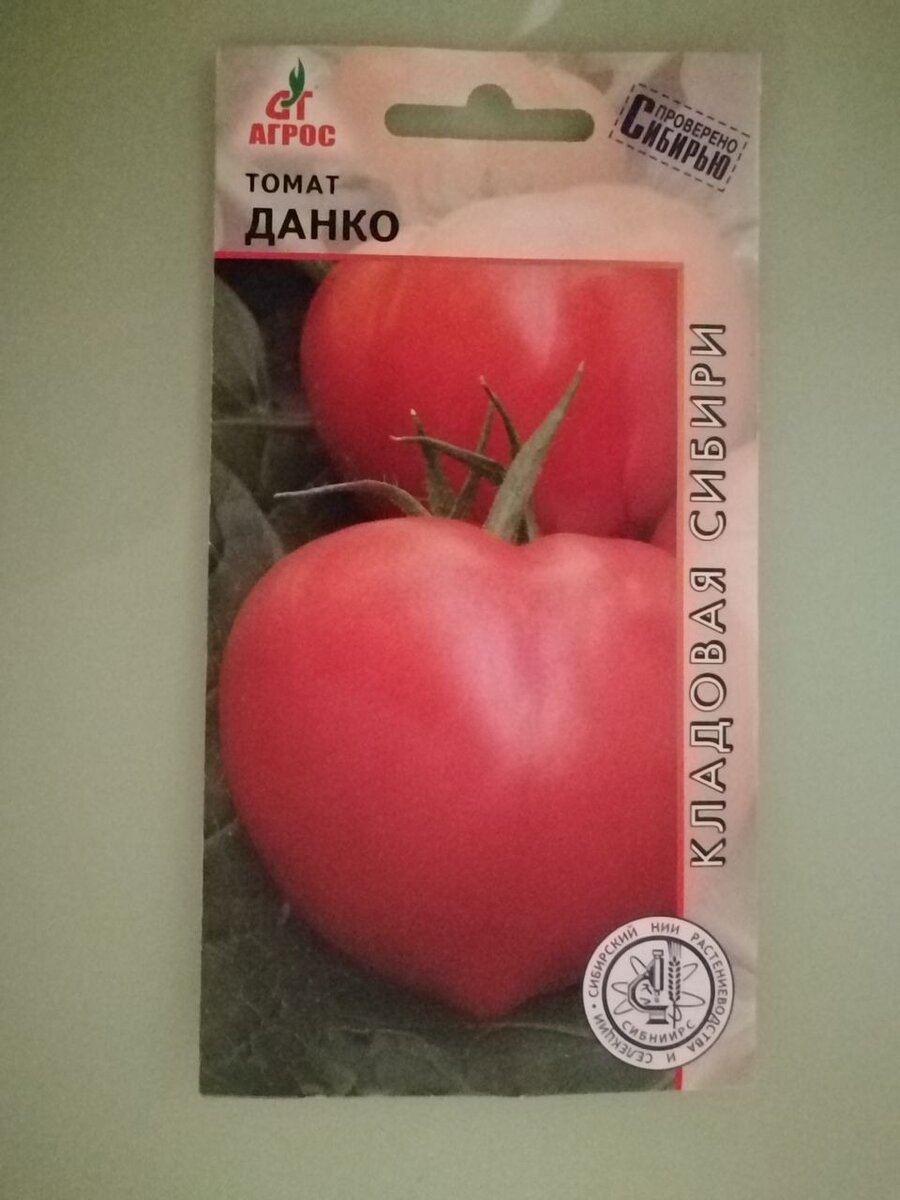 АГРОС
ПРОВЕРЕНО
СИБИРЬЮ
ТОМАТ
ДАНКО
КЛАДОВАЯ СИБИРИ
СИБИРСКИЙ НИИ РАСТЕНИЕВОДСТВА И СЕЛЕКЦИИ •
СИБНИИРС